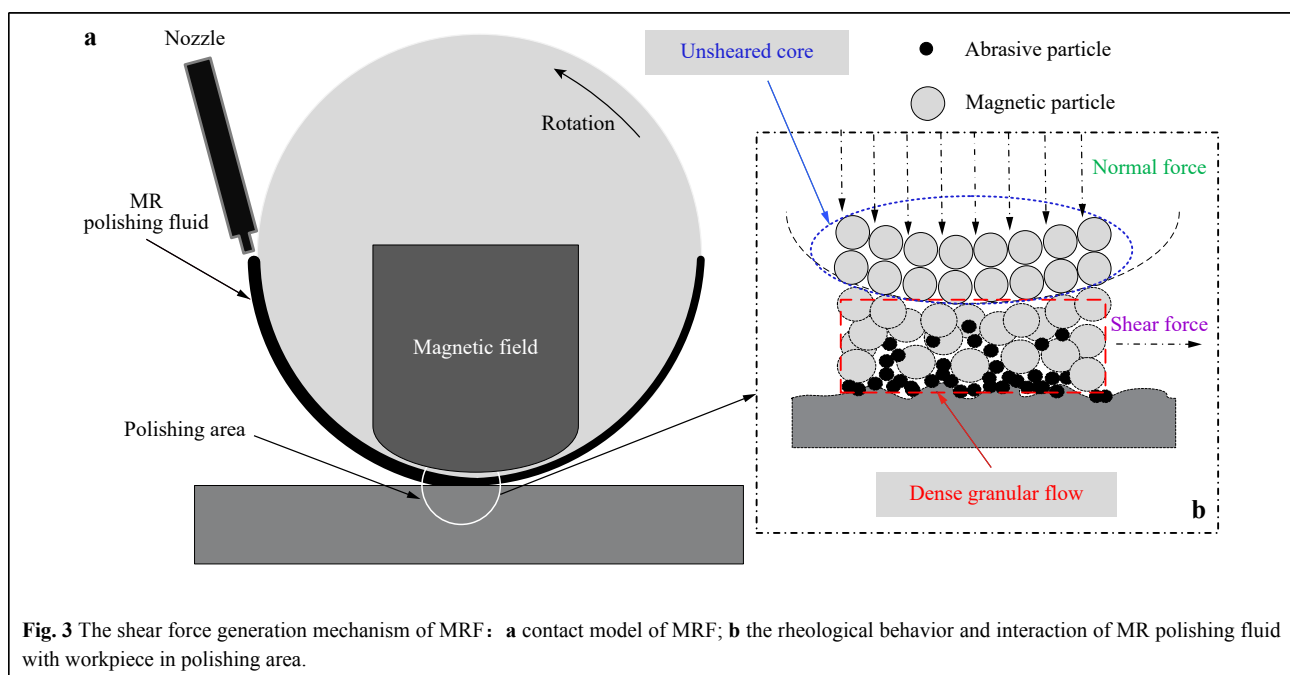 a
Nozzle
Rotation
MR
polishing fluid
Magnetic field
Polishing area
Unsheared core
Abrasive particle
Magnetic particle
Normal force
Shear force
Dense granular flow
b
Fig. 3 The shear force generation mechanism of MRF: a contact model of MRF; b the rheological behavior and interaction of MR polishing fluid
with workpiece in polishing area.